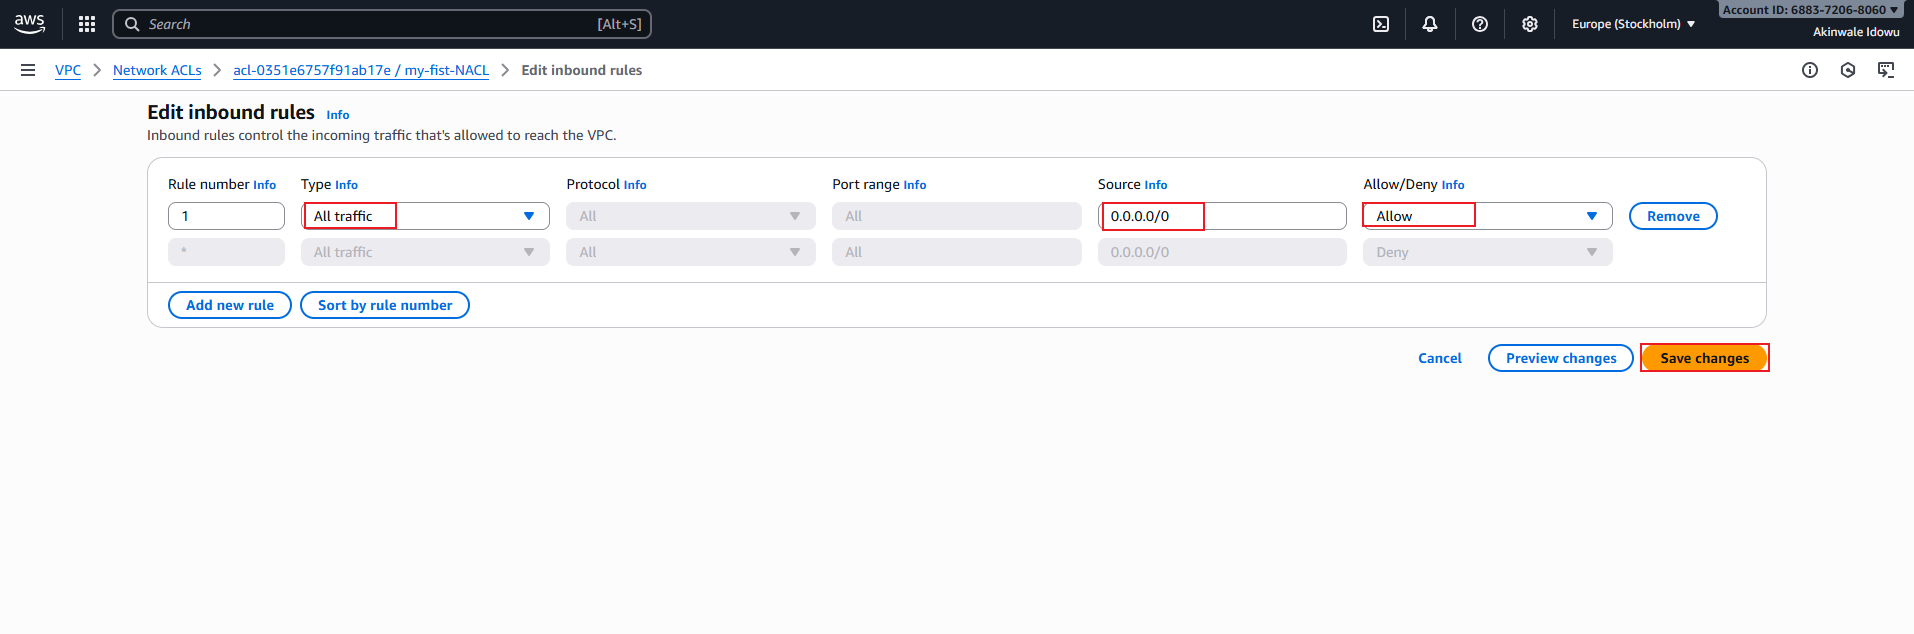 aws
Search [Alt+S]
Europe (Stockholm)
Account ID: 6883-7206-8060
Akinwale Idowu
VPC
Network ACLs
acl-0351e6757f91ab17e / my-fist-NACL
Edit inbound rules
Edit inbound rules Info
Inbound rules control the incoming traffic that's allowed to reach the VPC.
Rule number Info Type Info Protocol Info Port range Info Source Info Allow/Deny Info
1 All traffic All All 0.0.0.0/0 Allow Remove
* All traffic All All 0.0.0.0/0 Deny
Add new rule Sort by rule number
Cancel Preview changes Save changes